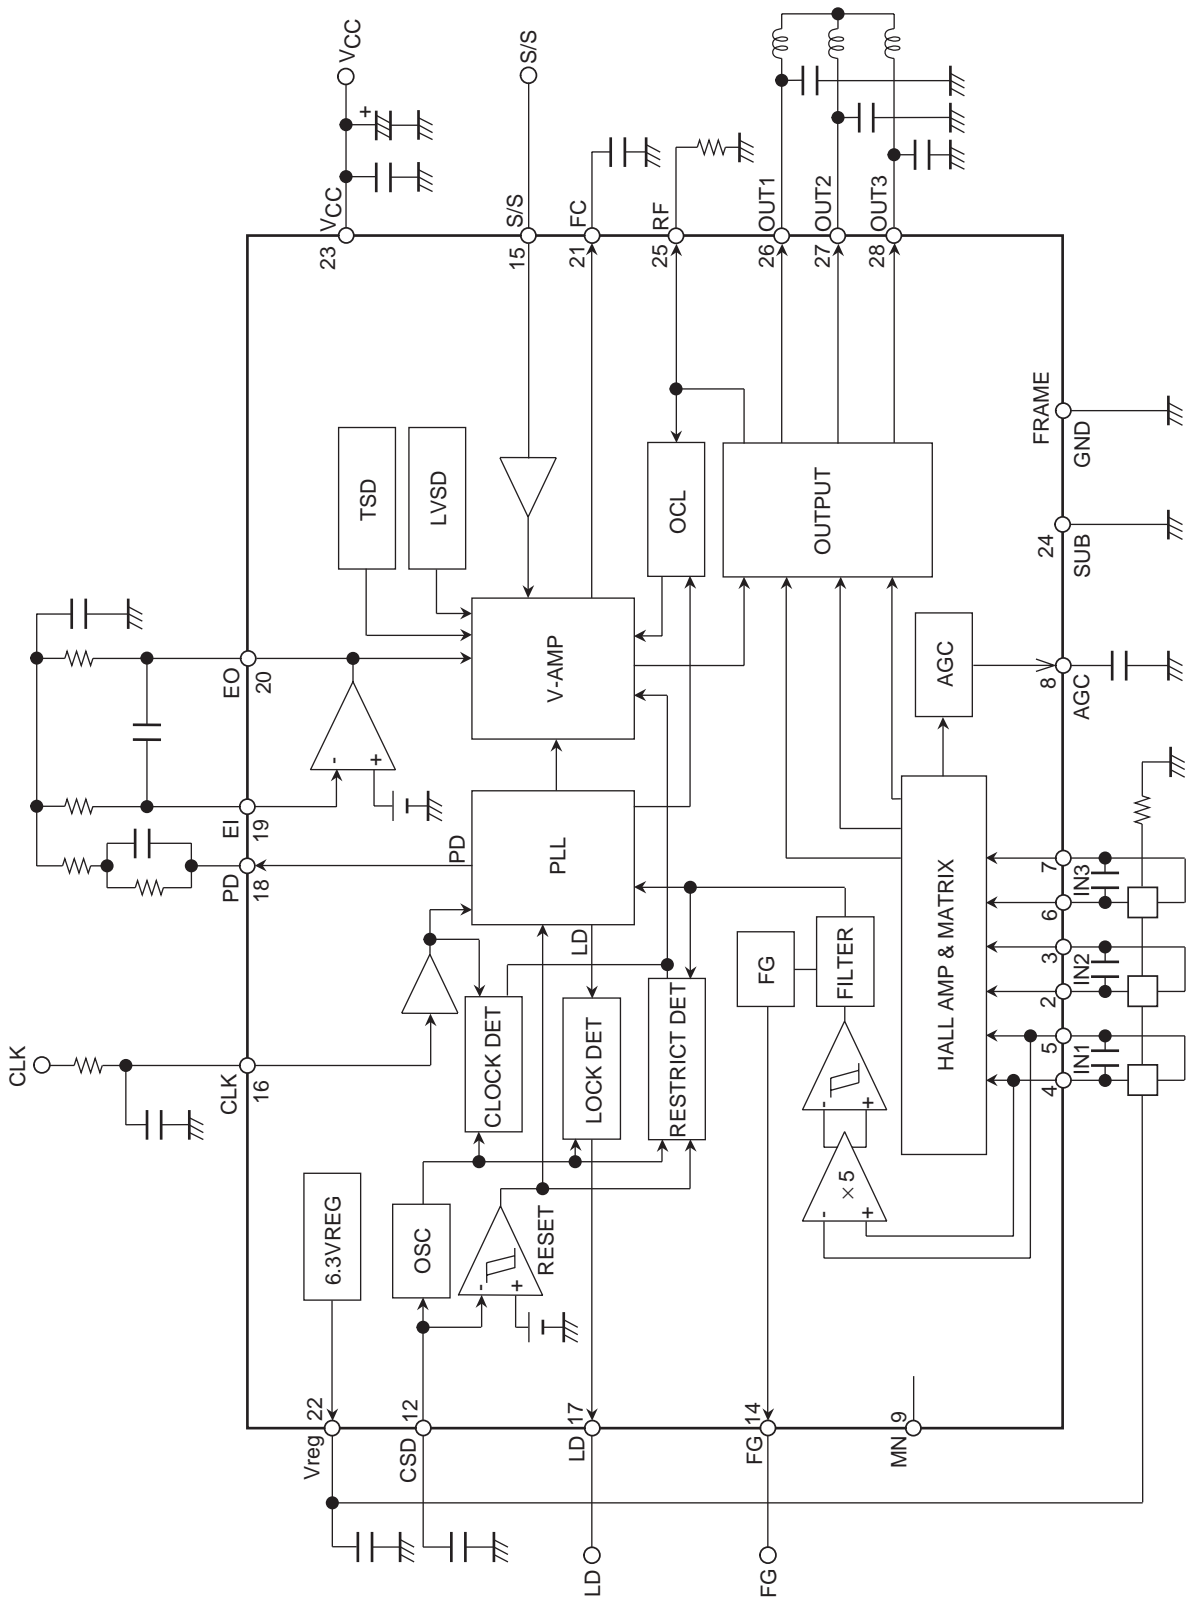 VCC
S/S
23
VCC
15
S/S
21
FC
25
RF
26
OUT1
27
OUT2
28
OUT3
+
TSD
LVSD
OCL
OUTPUT
V-AMP
AGC
FRAME
GND
24
SUB
8
AGC
EO
20
EI
19
PD
18
-
+
PD
PLL
LD
CLK
CLK
16
CLOCK DET
LOCK DET
RESTRICT DET
FG
FILTER
HALL AMP & MATRIX
7
IN3
6
3
IN2
2
5
IN1
4
-
+
× 5
-
+
6.3VREG
OSC
-
+
RESET
22
Vreg
12
CSD
17
LD
14
FG
9
MN
LD
FG